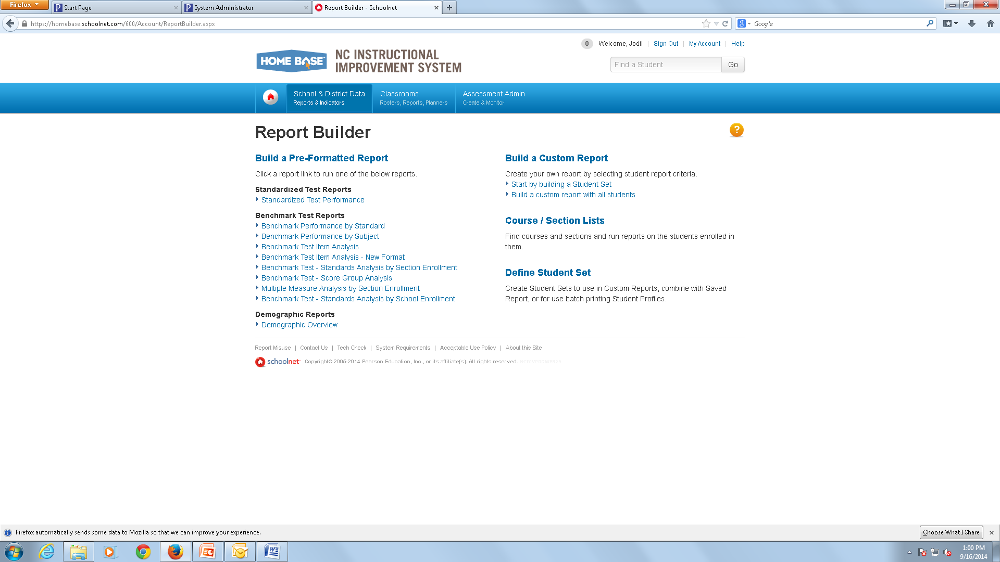 Firefox
Start Page
System Administrator
Report Builder - Schoolnet
https://homebase.schoolnet.com/600/Account/ReportBuilder.aspx
Google
0 Welcome, Jodi! | Sign Out | My Account | Help
HOME BASE
NC INSTRUCTIONAL
IMPROVEMENT SYSTEM
Find a Student
Go
School & District Data
Reports & Indicators
Classrooms
Rosters, Reports, Planners
Assessment Admin
Create & Monitor
Report Builder
?
Build a Pre-Formatted Report
Click a report link to run one of the below reports.
Standardized Test Reports
Standardized Test Performance
Benchmark Test Reports
Benchmark Performance by Standard
Benchmark Performance by Subject
Benchmark Test Item Analysis
Benchmark Test Item Analysis - New Format
Benchmark Test - Standards Analysis by Section Enrollment
Benchmark Test - Score Group Analysis
Multiple Measure Analysis by Section Enrollment
Benchmark Test - Standards Analysis by School Enrollment
Demographic Reports
Demographic Overview
Build a Custom Report
Create your own report by selecting student report criteria.
Start by building a Student Set
Build a custom report with all students
Course / Section Lists
Find courses and sections and run reports on the students enrolled in
them.
Define Student Set
Create Student Sets to use in Custom Reports, combine with Saved
Report, or for use batch printing Student Profiles.
Report Misuse | Contact Us | Tech Check | System Requirements | Acceptable Use Policy | About this Site
schoolnet Copyright© 2005-2014 Pearson Education, Inc., or its affiliate(s). All rights reserved.
Firefox automatically sends some data to Mozilla so that we can improve your experience.
Choose What I Share
1:00 PM
9/16/2014